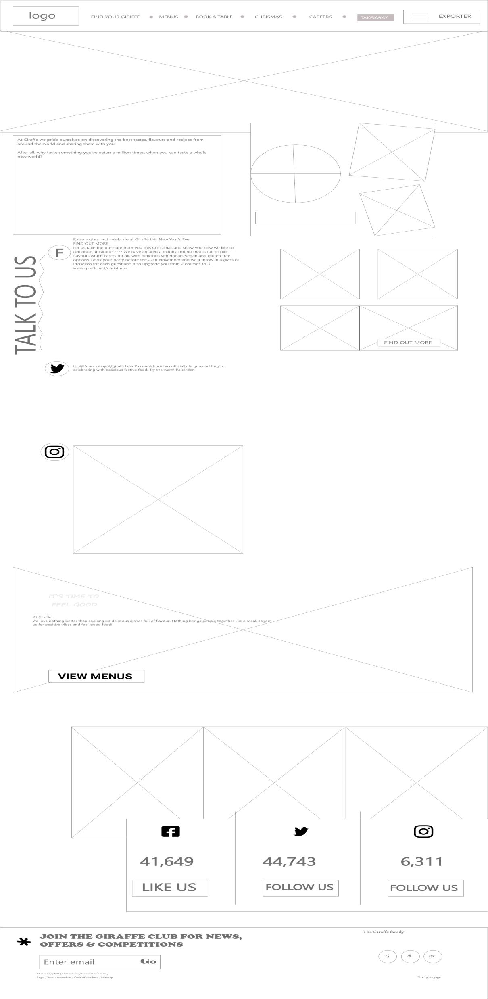 logo
FIND YOUR GIRIFFE
MENUS
BOOK A TABLE
CHRISMAS
CAREERS
TAKEAWAY
EXPORTER
At Giraffe we pride ourselves on discovering the best tastes, flavours and recipes from
around the world and sharing them with you.
After all, why taste something you've eaten a million times, when you can taste a whole
new world?
TALK TO US
F
Raise a glass and celebrate at Giraffe this New Year's Eve
FIND OUT MORE
Let us take the pressure from you this Christmas and show you how we like to
celebrate at Giraffe ???? We have created a magical menu that is full of big
flavours which caters for all, with delicious vegetarian, vegan and gluten free
options. Book your party before the 27th November and we'll throw in a glass of
Prosecco for each guest and also upgrade you from 2 courses to 3.
www.giraffe.net/christmas
FIND OUT MORE
RT @Princesshay: @giraffetweet's countdown has officially begun and they're
celebrating with delicious festive food. Try the warm Rekorderl
IT`S TIME TO
FEEL GOOD
At Giraffe...
we love nothing better than cooking up delicious dishes full of flavour. Nothing brings people together like a meal, so join
us for positive vibes and feel-good food!
VIEW MENUS
41,649
44,743
6,311
LIKE US
FOLLOW US
FOLLOW US
* JOIN THE GIRAFFE CLUB FOR NEWS,
OFFERS & COMPETITIONS
Enter email
Go
Our Story / FAQ / Franchises / Contact / Careers /
Legal / Privac & cookies / Code of conduct / Sitemap
The Giraffe family
G
B
Stop
Site by engage